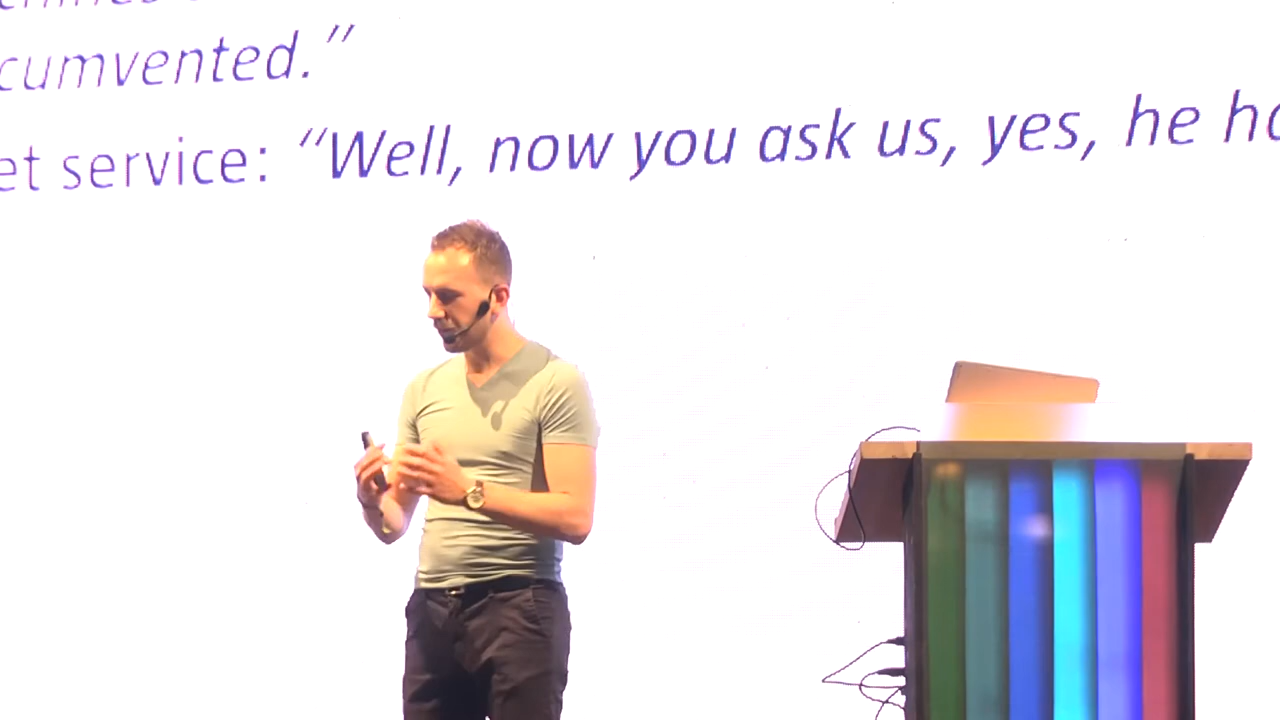 cumvented.”
et service: “Well, now you ask us, yes, he ha